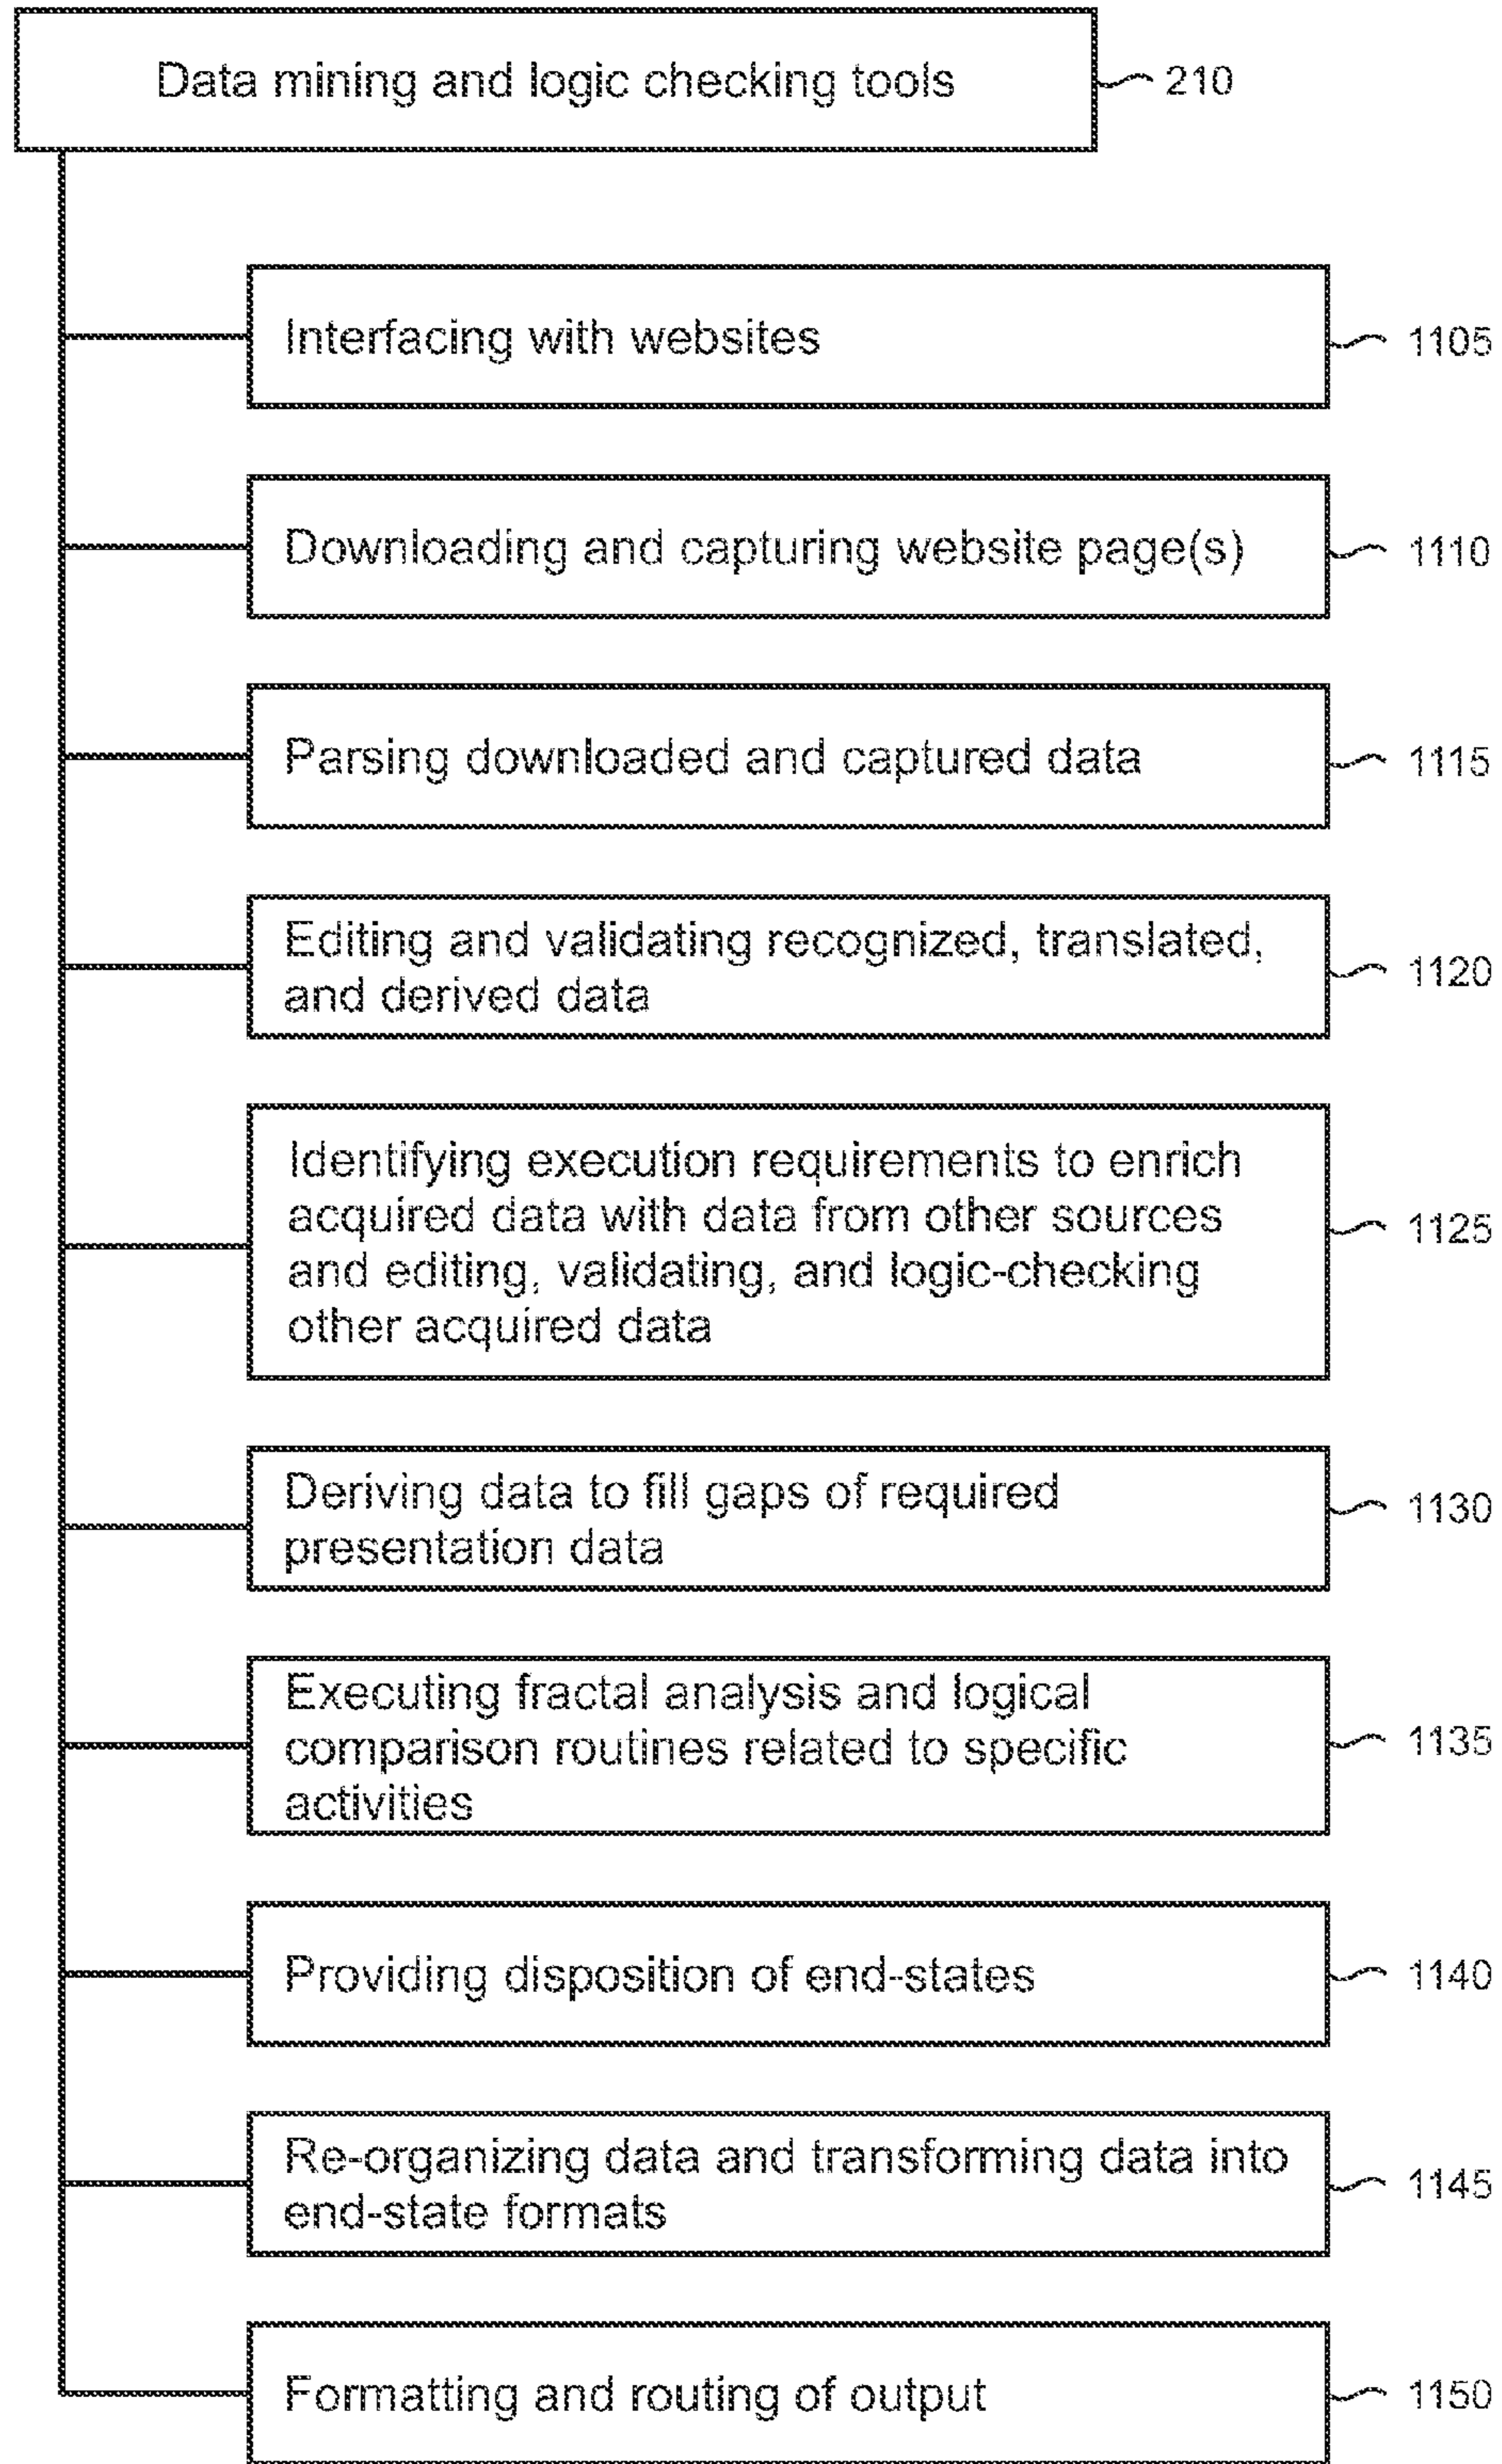 Data mining and logic checking tools
210
Interfacing with websites
1105
Downloading and capturing website page(s)
1110
Parsing downloaded and captured data
1115
Editing and validating recognized, translated,
and derived data
1120
Identifying execution requirements to enrich
acquired data with data from other sources
and editing, validating, and logic-checking
other acquired data
1125
Deriving data to fill gaps of required
presentation data
1130
Executing fractal analysis and logical
comparison routines related to specific
activities
1135
Providing disposition of end-states
1140
Re-organizing data and transforming data into
end-state formats
1145
Formatting and routing of output
1150